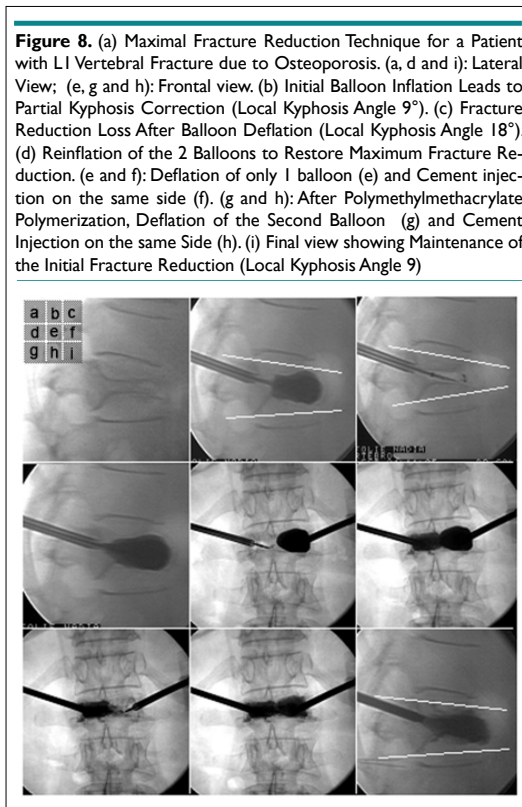 Figure 8. (a) Maximal Fracture Reduction Technique for a Patient
with L1 Vertebral Fracture due to Osteoporosis. (a, d and i): Lateral
View; (e, g and h): Frontal view. (b) Initial Balloon Inflation Leads to
Partial Kyphosis Correction (Local Kyphosis Angle 9°). (c) Fracture
Reduction Loss After Balloon Deflation (Local Kyphosis Angle 18°).
(d) Reinflation of the 2 Balloons to Restore Maximum Fracture Re-
duction. (e and f): Deflation of only 1 balloon (e) and Cement injec-
tion on the same side (f). (g and h): After Polymethylmethacrylate
Polymerization, Deflation of the Second Balloon (g) and Cement
Injection on the same Side (h). (i) Final view showing Maintenance of
the Initial Fracture Reduction (Local Kyphosis Angle 9)
a b c
d e f
g h i